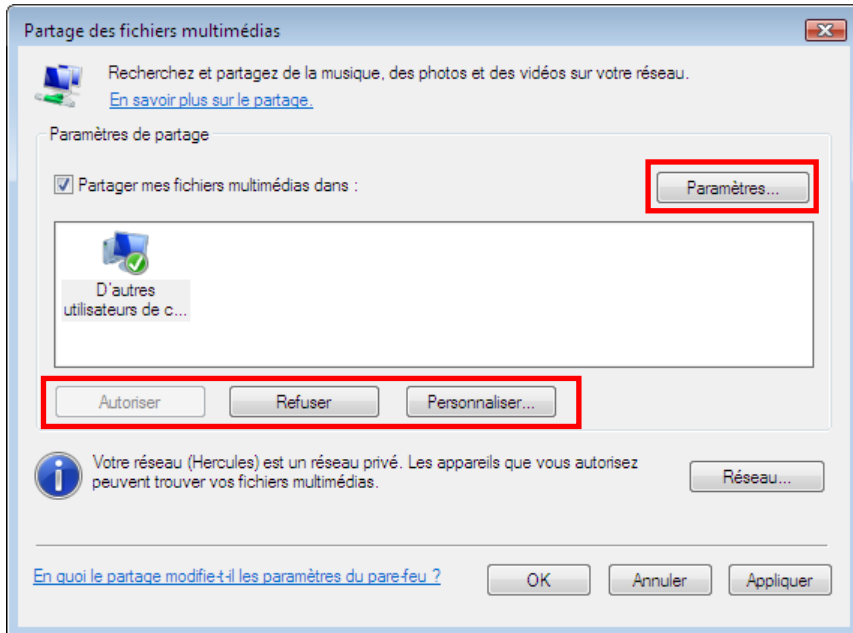 Partage des fichiers multimédias
Recherchez et partagez de la musique, des photos et des vidéos sur votre réseau.
En savoir plus sur le partage.
Paramètres de partage
Partager mes fichiers multimédias dans :
Paramètres...
D'autres
utilisateurs de c...
Autoriser
Refuser
Personnaliser...
Votre réseau (Hercules) est un réseau privé. Les appareils que vous autorisez
peuvent trouver vos fichiers multimédias.
Réseau...
En quoi le partage modifie-t-il les paramètres du pare-feu ?
OK
Annuler
Appliquer